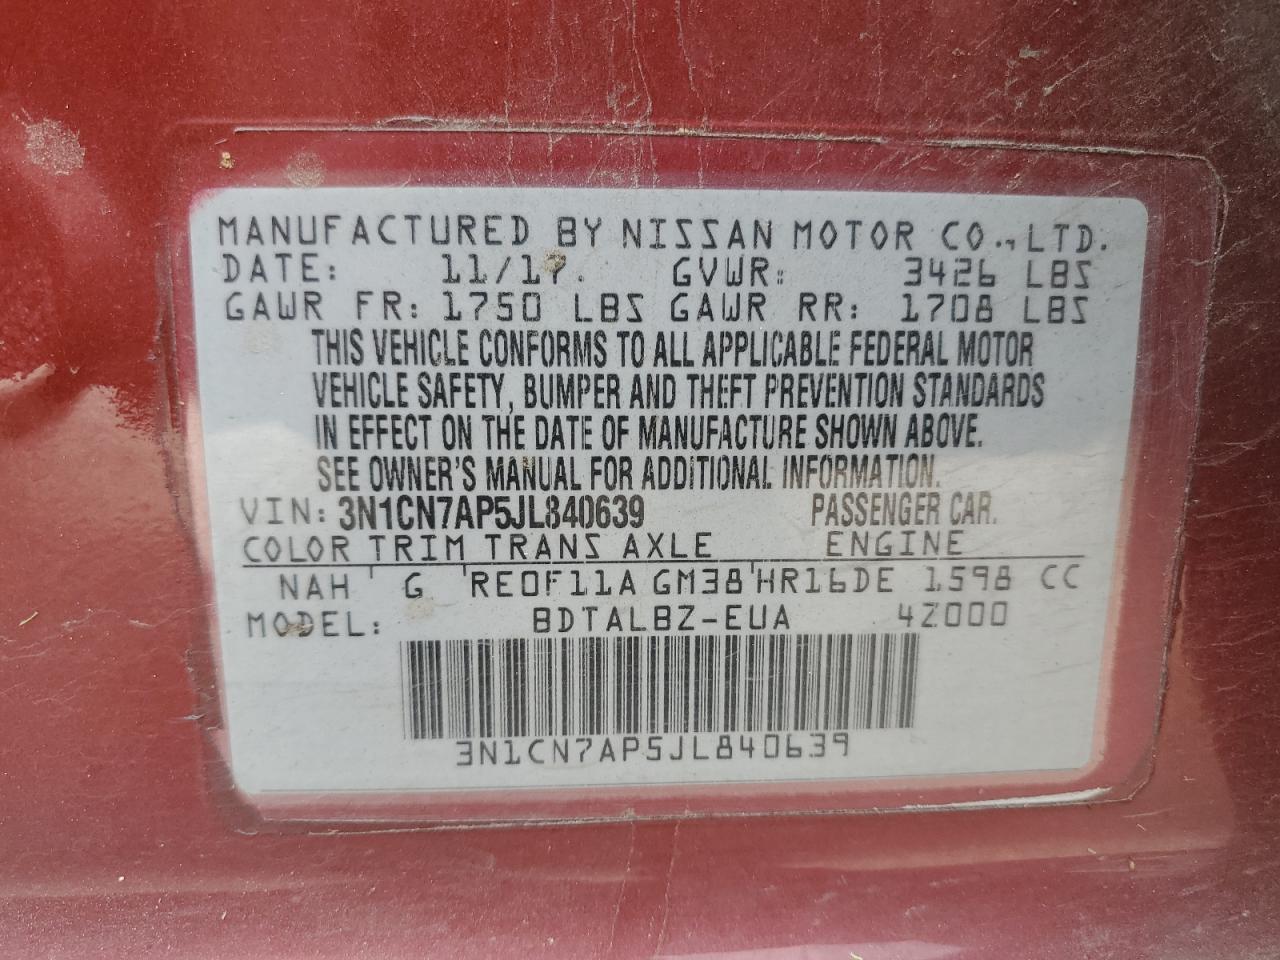 MANUFACTURED BY NISSAN MOTOR CO., LTD.
DATE: 11/17. GVWR: 3426 LBS
GAWR FR: 1750 LBS GAWR RR: 1708 LBS
THIS VEHICLE CONFORMS TO ALL APPLICABLE FEDERAL MOTOR
VEHICLE SAFETY, BUMPER AND THEFT PREVENTION STANDARDS
IN EFFECT ON THE DATE OF MANUFACTURE SHOWN ABOVE.
SEE OWNER'S MANUAL FOR ADDITIONAL INFORMATION.
VIN: 3N1CN7AP5JL840639 PASSENGER CAR.
COLOR TRIM TRANS AXLE ENGINE
NAH G RE0F11A GM38 HR16DE 1598 CC
MODEL: BDTALBZ-EUA 4Z000
3N1CN7AP5JL840639